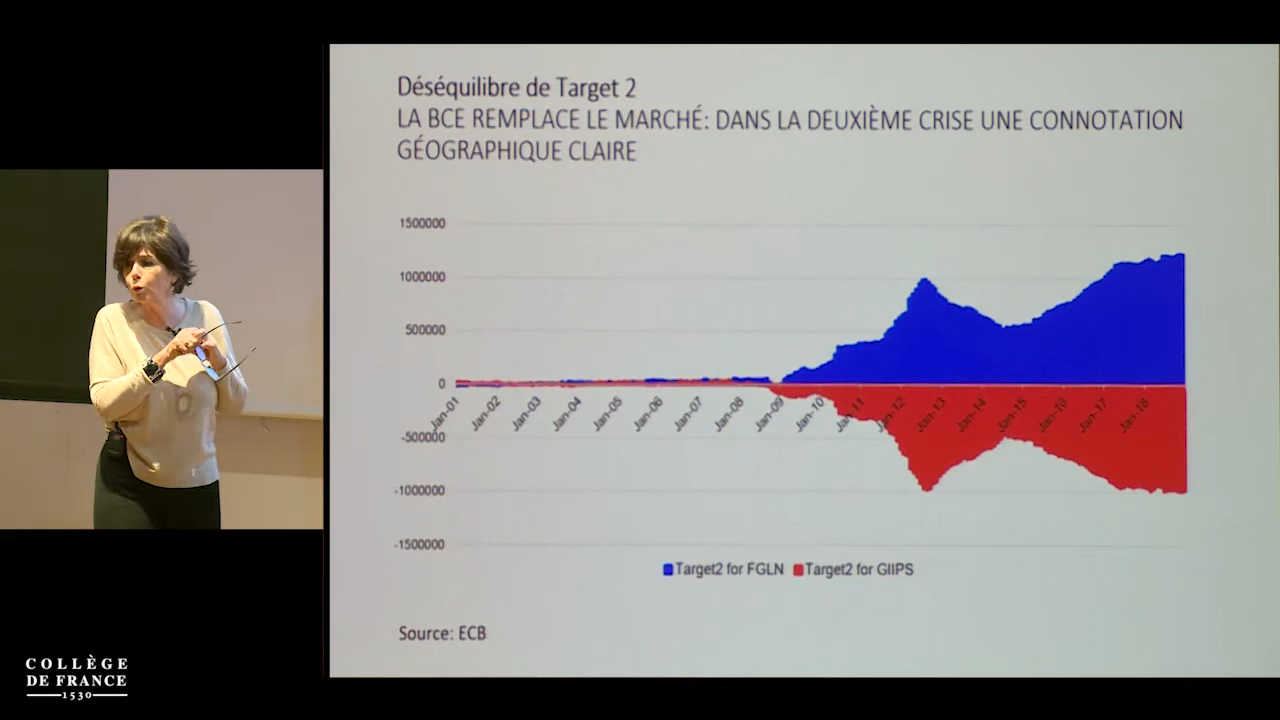 Déséquilibre de Target 2
LA BCE REMPLACE LE MARCHÉ: DANS LA DEUXIÈME CRISE UNE CONNOTATION
GÉOGRAPHIQUE CLAIRE
1500000
1000000
500000
0
-500000
-1000000
-1500000
Jan-01
Jan-02
Jan-03
Jan-04
Jan-05
Jan-06
Jan-07
Jan-08
Jan-09
Jan-10
Jan-11
Jan-12
Jan-13
Jan-14
Jan-15
Jan-16
Jan-17
Jan-18
Target2 for FGLN Target2 for GIIPS
Source: ECB
COLLÈGE
DE FRANCE
1530